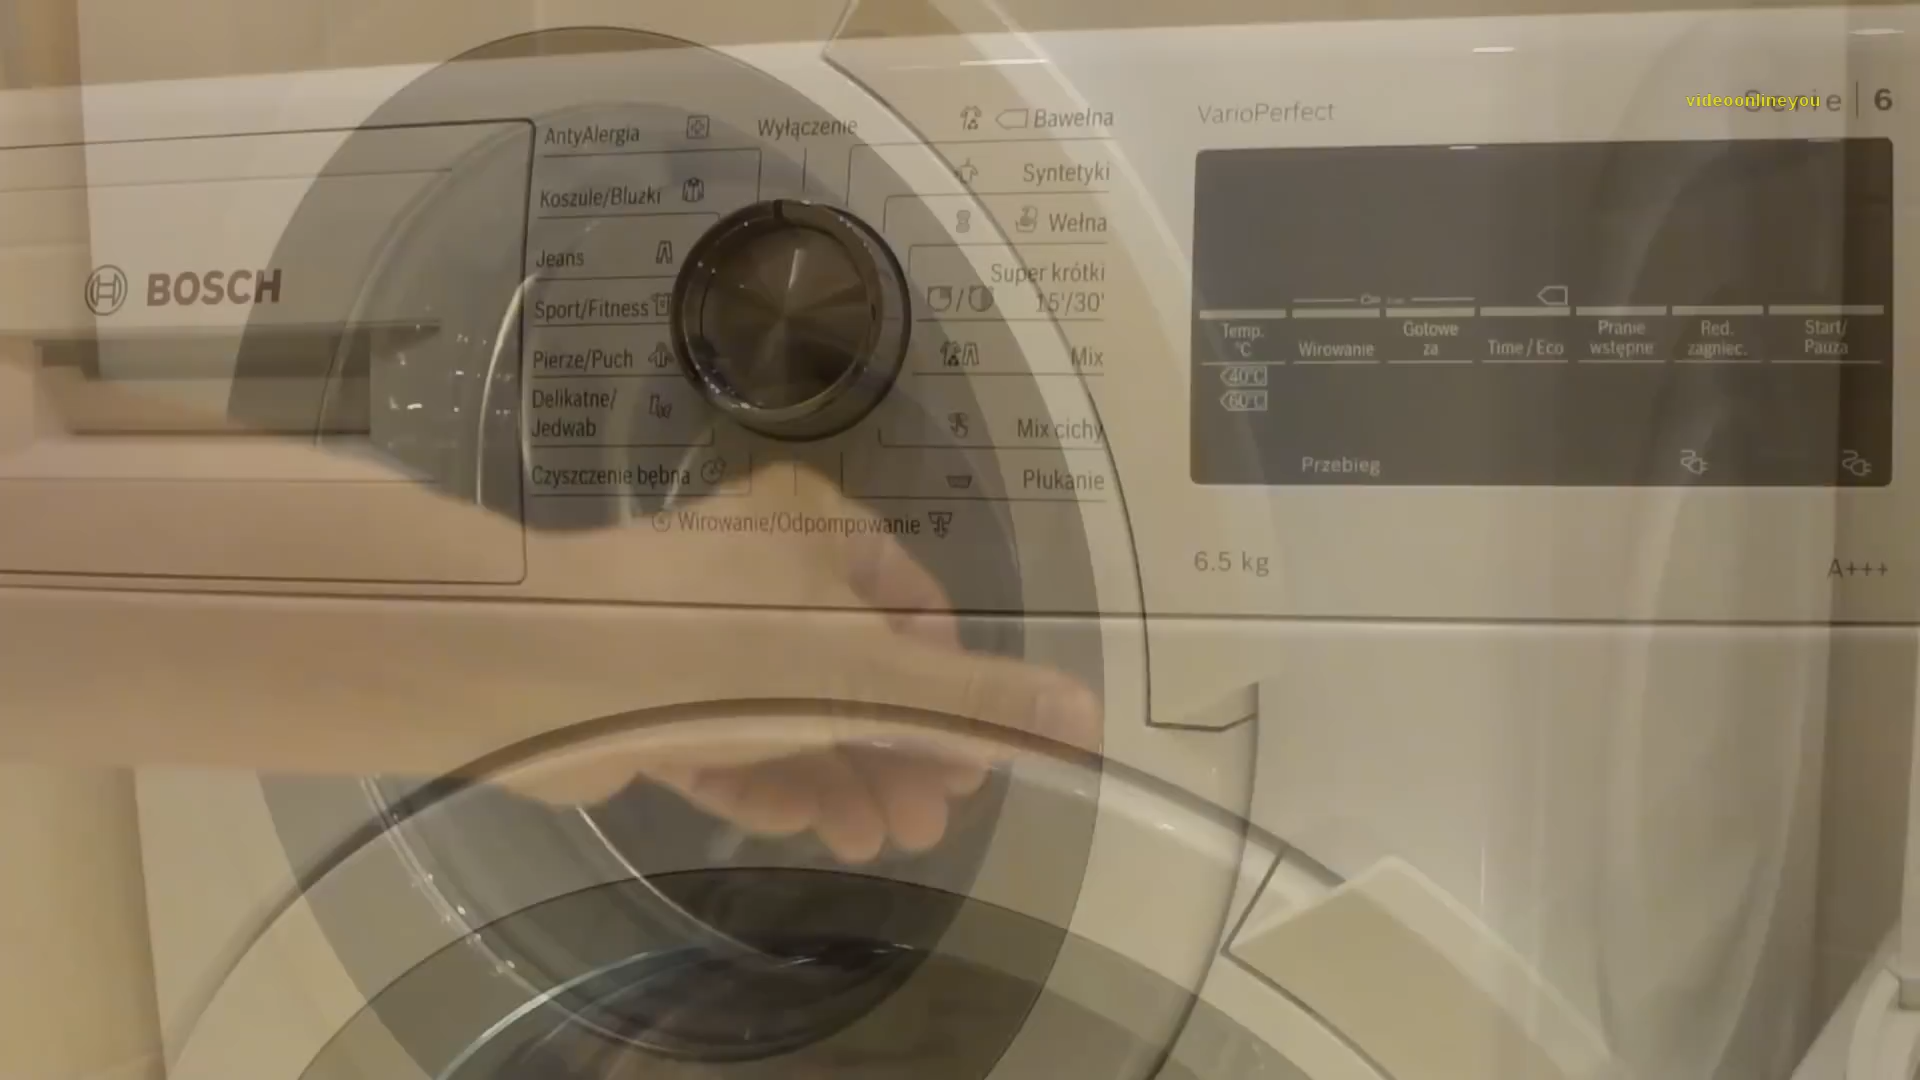 videoonlineyou
Serie | 6
VarioPerfect
BOSCH
AntyAlergia
Koszule/Bluzki
Jeans
Sport/Fitness
Pierze/Puch
Delikatne/
Jedwab
Czyszczenie bębna
Wyłączenie
Bawełna
Syntetyki
Wełna
Super krótki
15'/30'
Mix
Mix cichy
Płukanie
Wirowanie/Odpompowanie
Temp.
°C
Wirowanie
Gotowe
za
Time / Eco
Pranie
wstępne
Red.
zagniec.
Start/
Pauza
40°C
60°C
Przebieg
6.5 kg
A+++